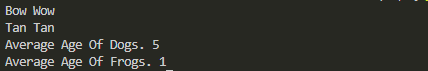 Bow Wow
Tan Tan
Average Age Of Dogs. 5
Average Age Of Frogs. 1